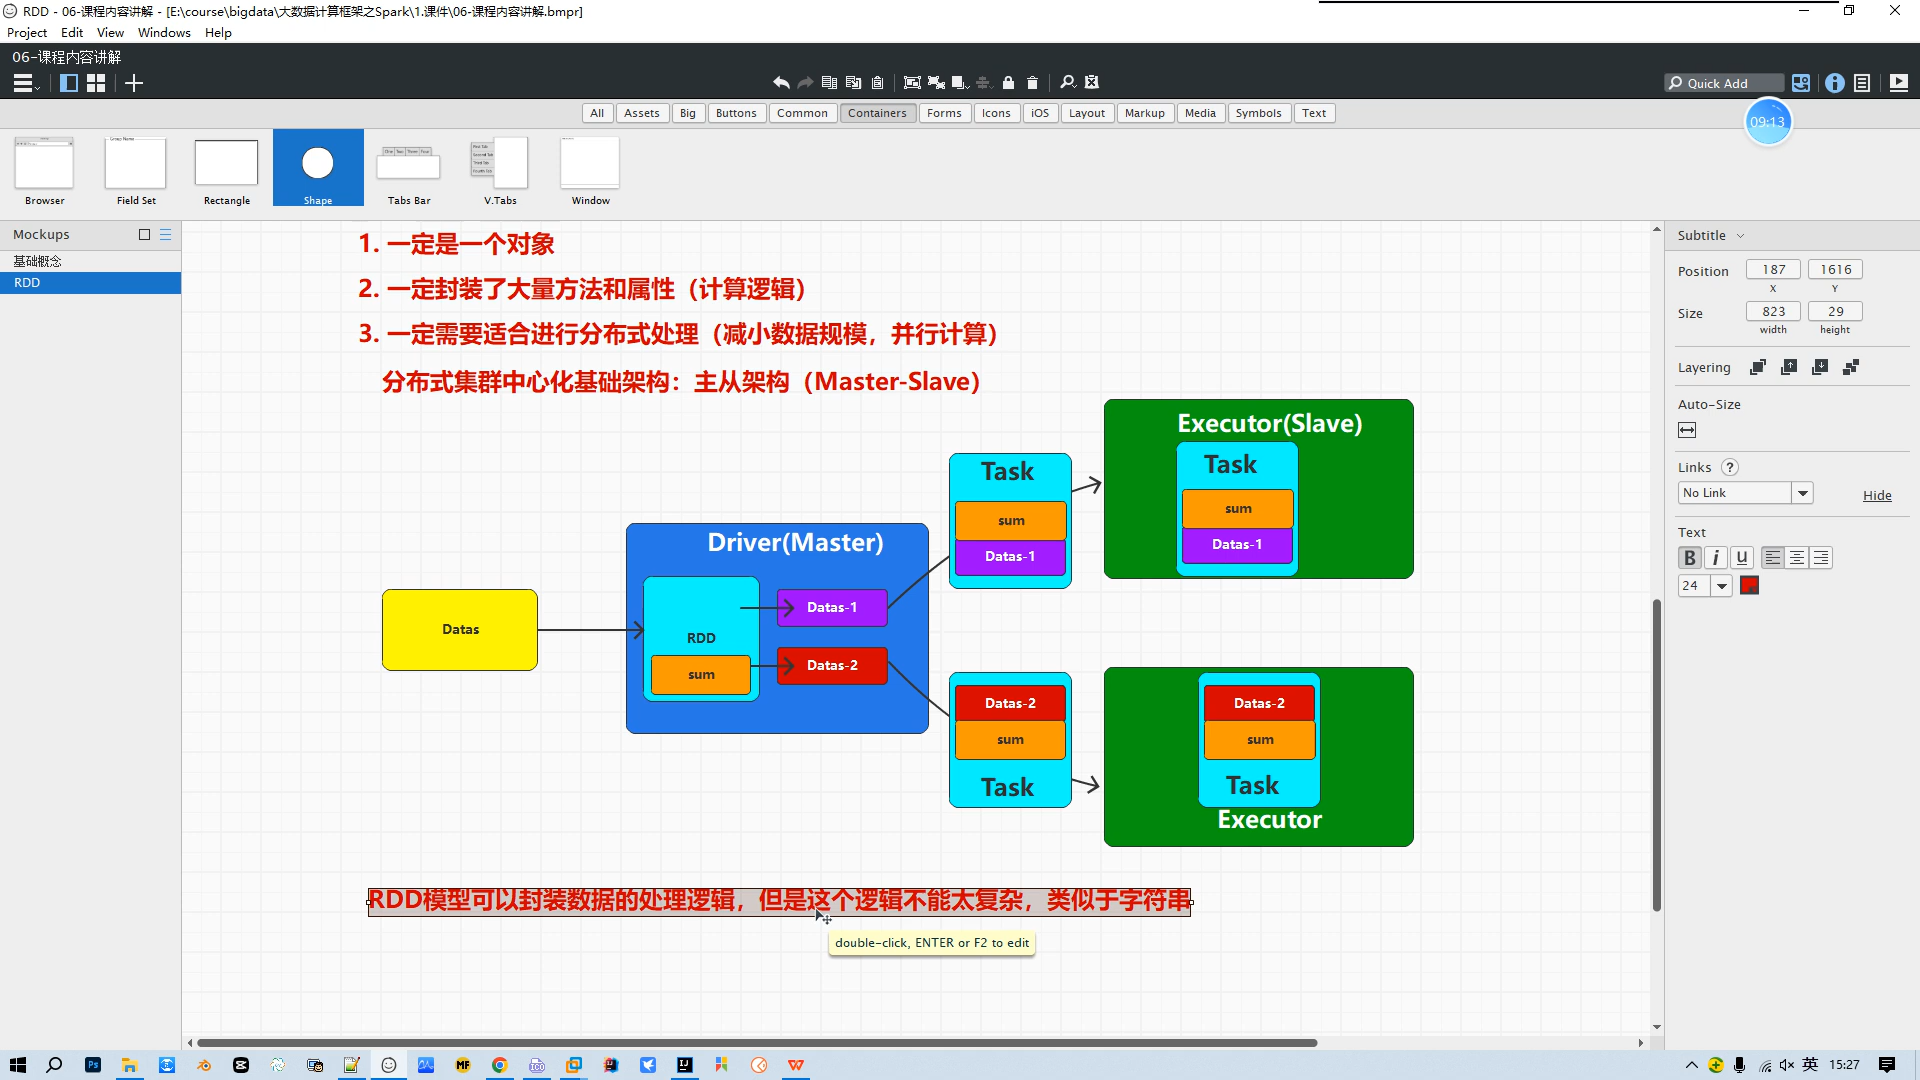 RDD - 06-课程内容讲解 - [E:\course\bigdata\大数据计算框架之Spark\1.课件\06-课程内容讲解.bmpr]
Project Edit View Windows Help
06-课程内容讲解
Quick Add
All Assets Big Buttons Common Containers Forms Icons iOS Layout Markup Media Symbols Text
09:13
Browser Field Set Rectangle Shape Tabs Bar V.Tabs Window
Mockups
基础概念
RDD
1. 一定是一个对象
2. 一定封装了大量方法和属性（计算逻辑）
3. 一定需要适合进行分布式处理（减小数据规模，并行计算）
分布式集群中心化基础架构：主从架构（Master-Slave）
Datas
Driver(Master)
RDD
sum
Datas-1
Datas-2
Task
sum
Datas-1
Executor(Slave)
Task
sum
Datas-1
Datas-2
sum
Task
Datas-2
sum
Task
Executor
RDD模型可以封装数据的处理逻辑，但是这个逻辑不能太复杂，类似于字符串
double-click, ENTER or F2 to edit
Subtitle
Position 187 1616
X Y
Size 823 29
width height
Layering
Auto-Size
Links ?
No Link Hide
Text
B i U
24
英 15:27